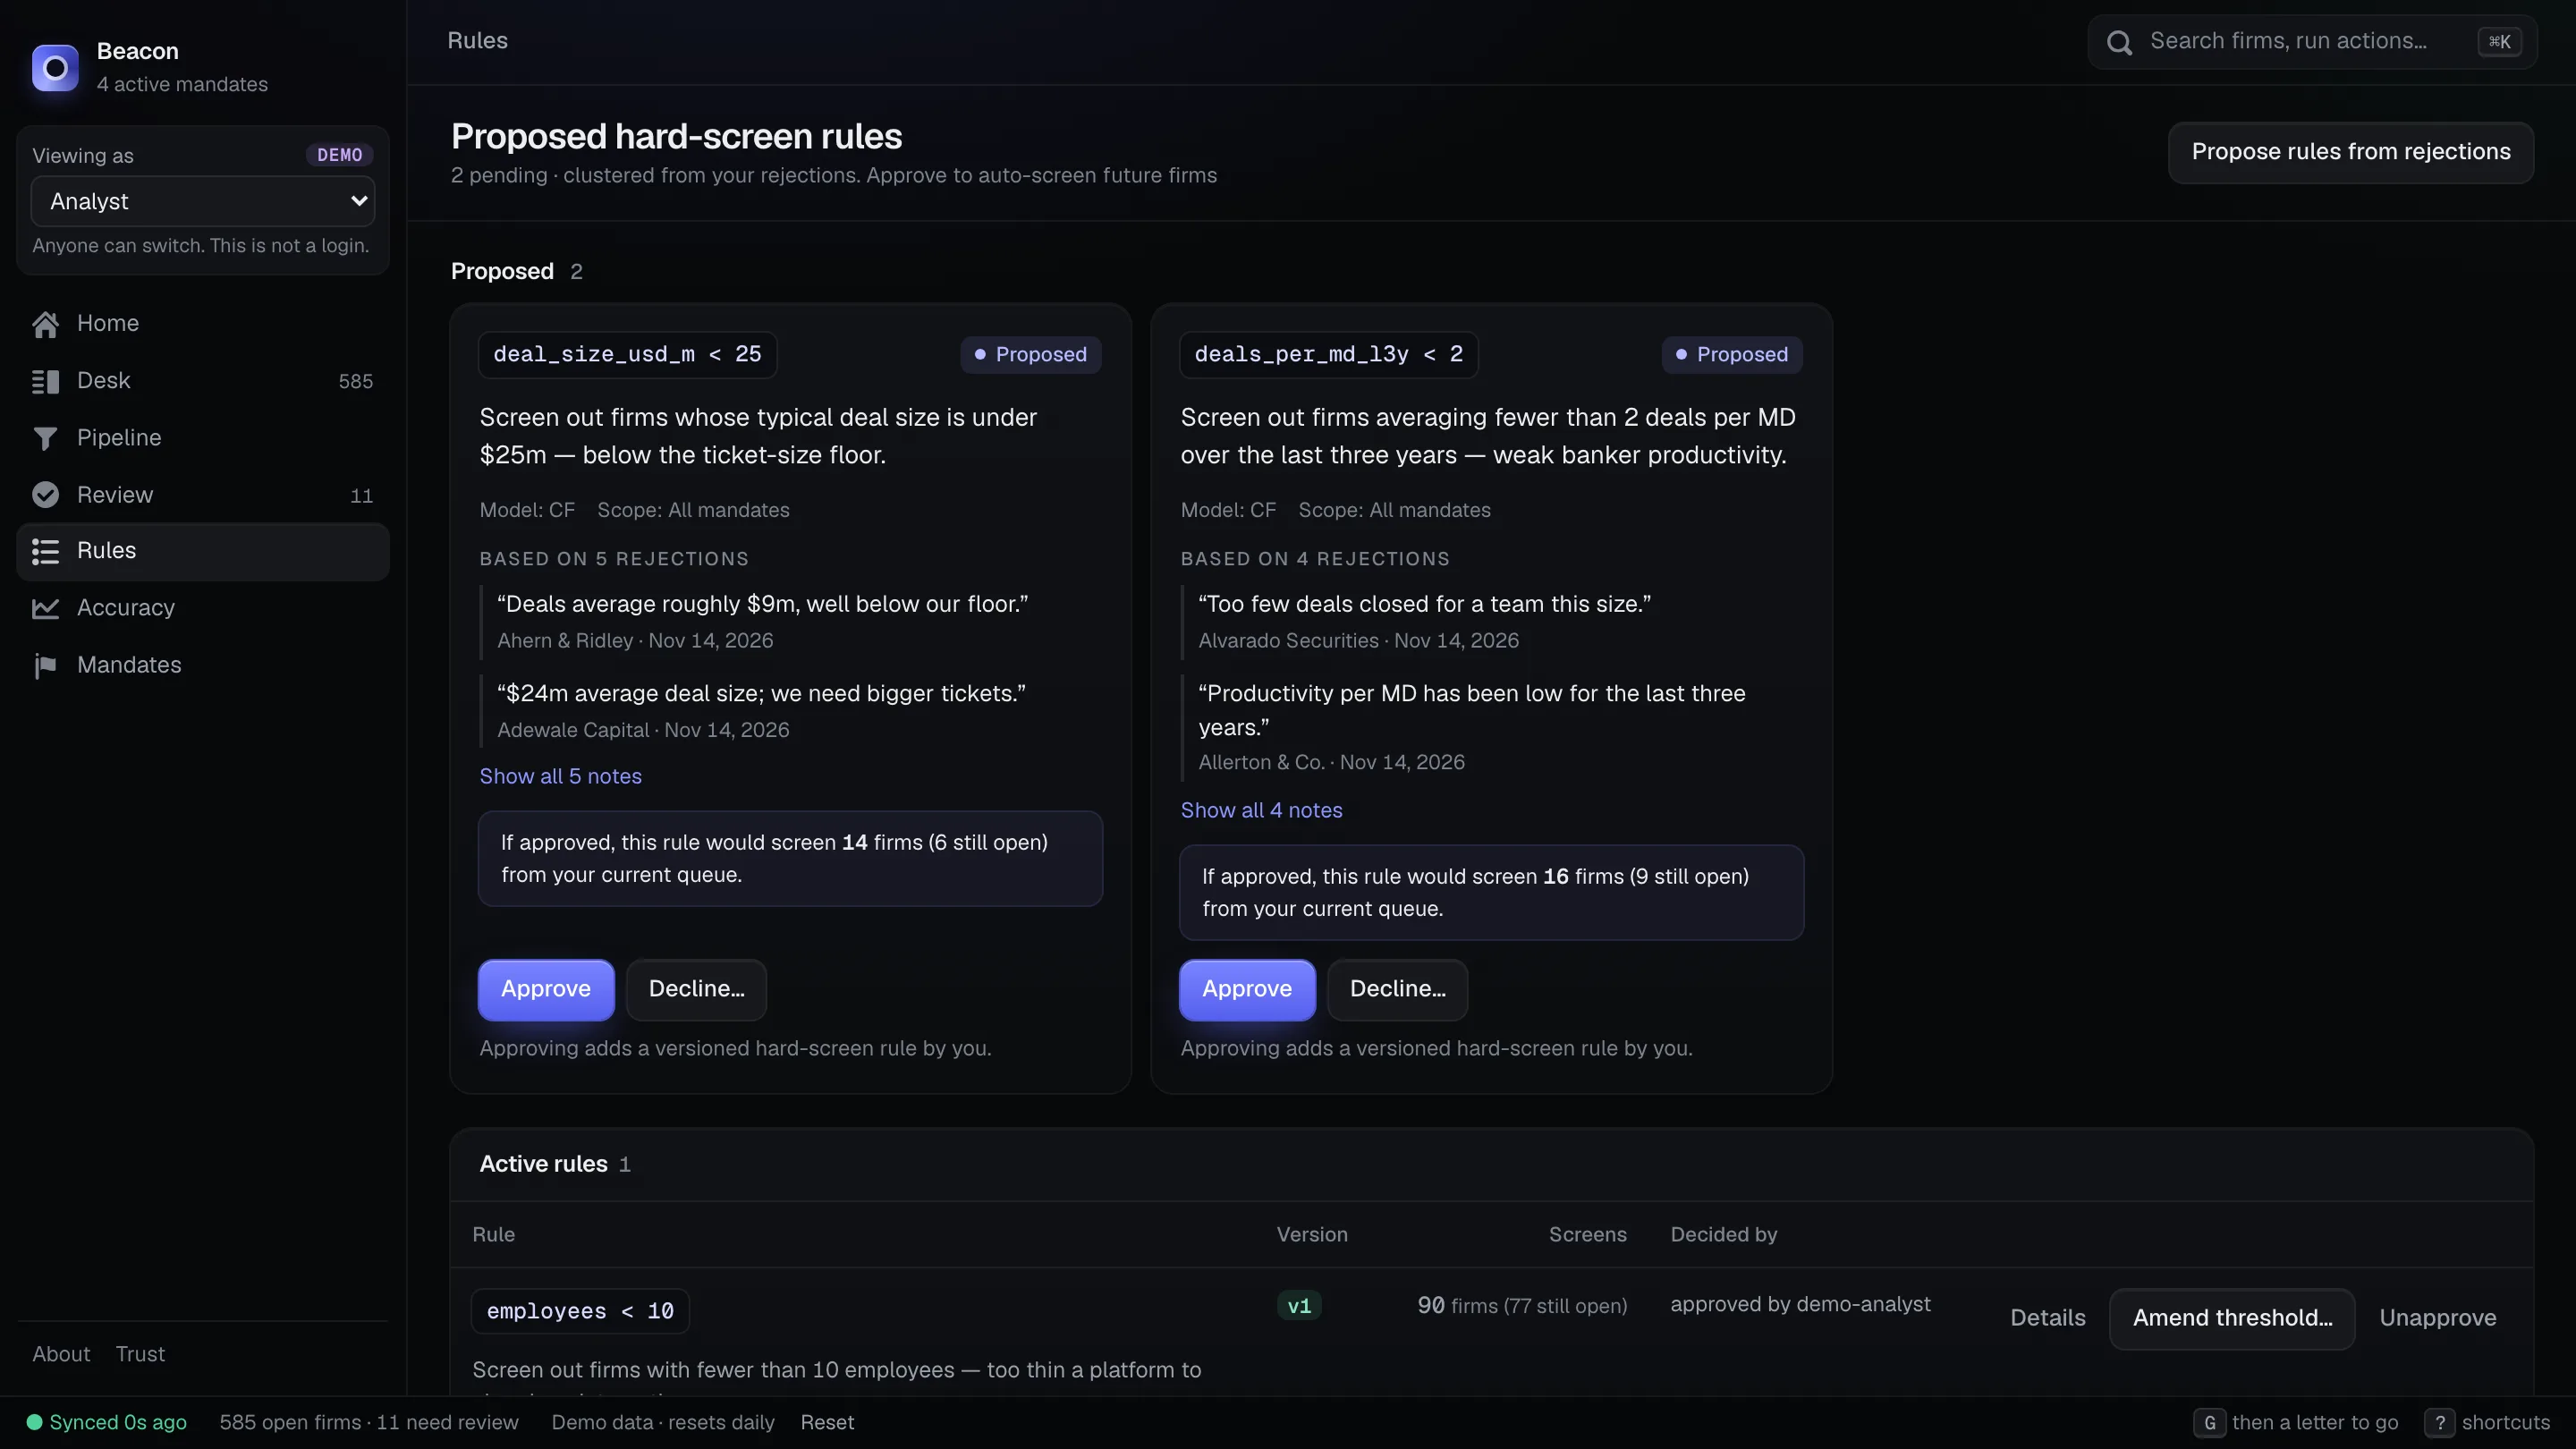 Beacon
4 active mandates
Viewing as
DEMO
Analyst
Anyone can switch. This is not a login.
Home
Desk
585
Pipeline
Review
11
Rules
Accuracy
Mandates
About
Trust
Rules
Search firms, run actions…
⌘K
Proposed hard-screen rules
2 pending · clustered from your rejections. Approve to auto-screen future firms
Propose rules from rejections
Proposed 2
deal_size_usd_m < 25
Proposed
Screen out firms whose typical deal size is under
$25m — below the ticket-size floor.
Model: CF
Scope: All mandates
BASED ON 5 REJECTIONS
“Deals average roughly $9m, well below our floor.”
Ahern & Ridley · Nov 14, 2026
“$24m average deal size; we need bigger tickets.”
Adewale Capital · Nov 14, 2026
Show all 5 notes
If approved, this rule would screen 14 firms (6 still open)
from your current queue.
Approve
Decline…
Approving adds a versioned hard-screen rule by you.
deals_per_md_l3y < 2
Proposed
Screen out firms averaging fewer than 2 deals per MD
over the last three years — weak banker productivity.
Model: CF
Scope: All mandates
BASED ON 4 REJECTIONS
“Too few deals closed for a team this size.”
Alvarado Securities · Nov 14, 2026
“Productivity per MD has been low for the last three
years.”
Allerton & Co. · Nov 14, 2026
Show all 4 notes
If approved, this rule would screen 16 firms (9 still open)
from your current queue.
Approve
Decline…
Approving adds a versioned hard-screen rule by you.
Active rules 1
Rule
Version
Screens
Decided by
employees < 10
v1
90 firms (77 still open)
approved by demo-analyst
Details
Amend threshold…
Unapprove
Screen out firms with fewer than 10 employees — too thin a platform to
Synced 0s ago
585 open firms · 11 need review
Demo data · resets daily
Reset
G then a letter to go
? shortcuts